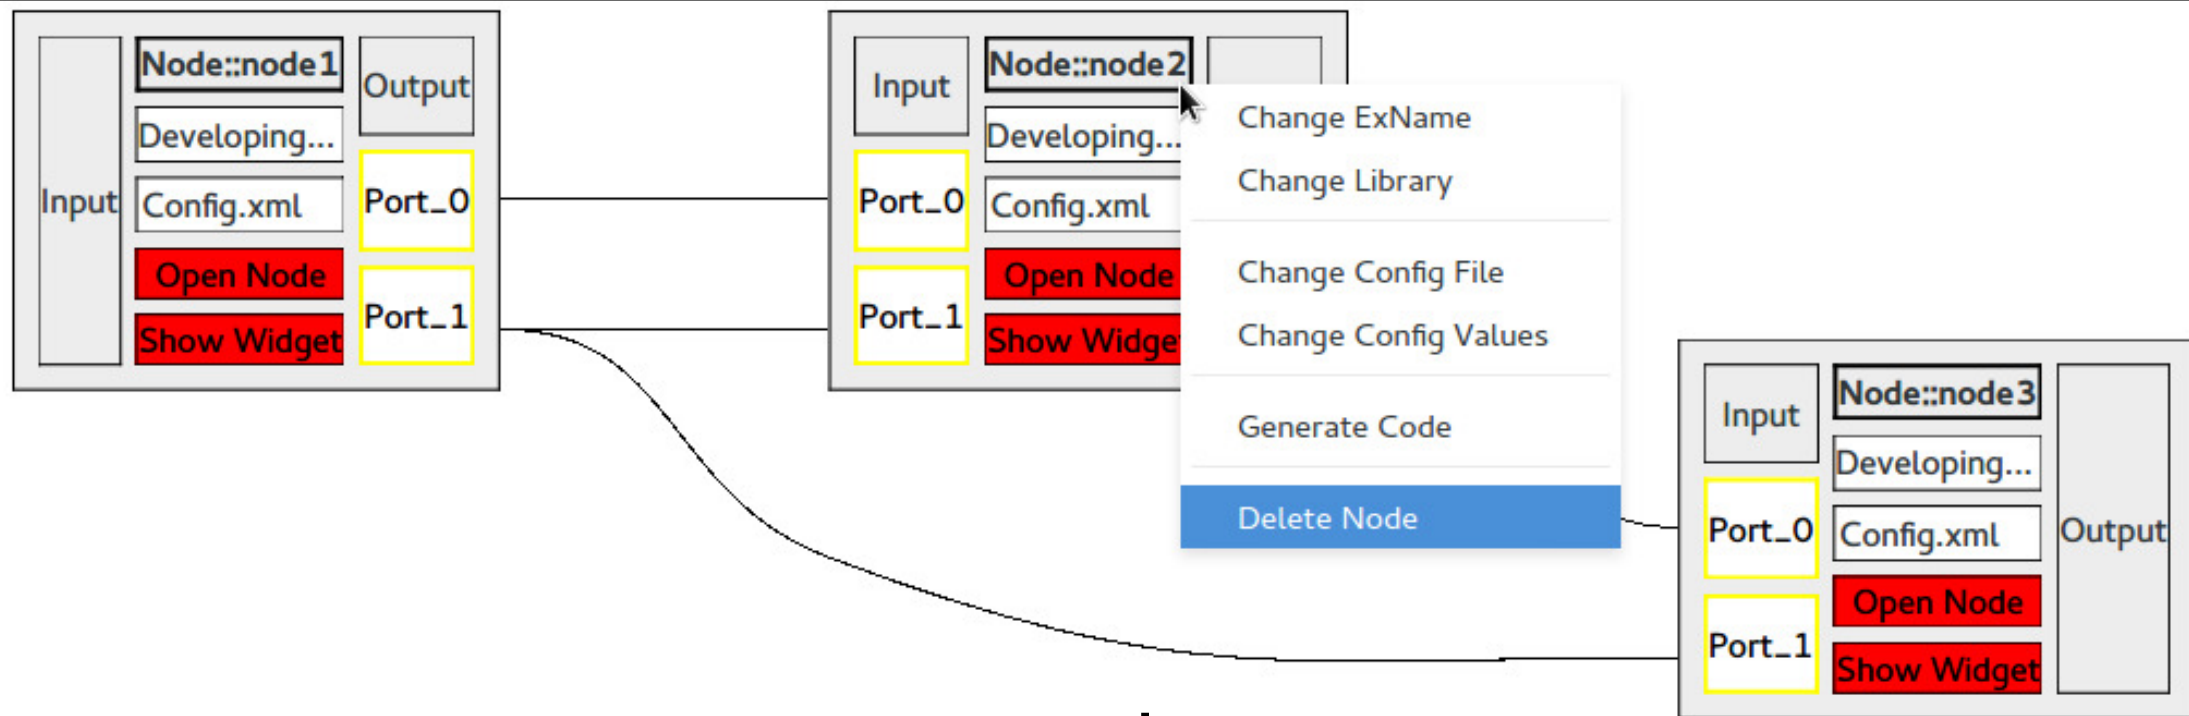 Node::node1
Input
Output
Developing...
Config.xml
Open Node
Show Widget
Port_0
Port_1
Node::node2
Input
Developing...
Config.xml
Open Node
Show Widge
Port_0
Port_1
Change ExName
Change Library
Change Config File
Change Config Values
Generate Code
Delete Node
Node::node3
Input
Developing...
Config.xml
Output
Open Node
Show Widget
Port_0
Port_1